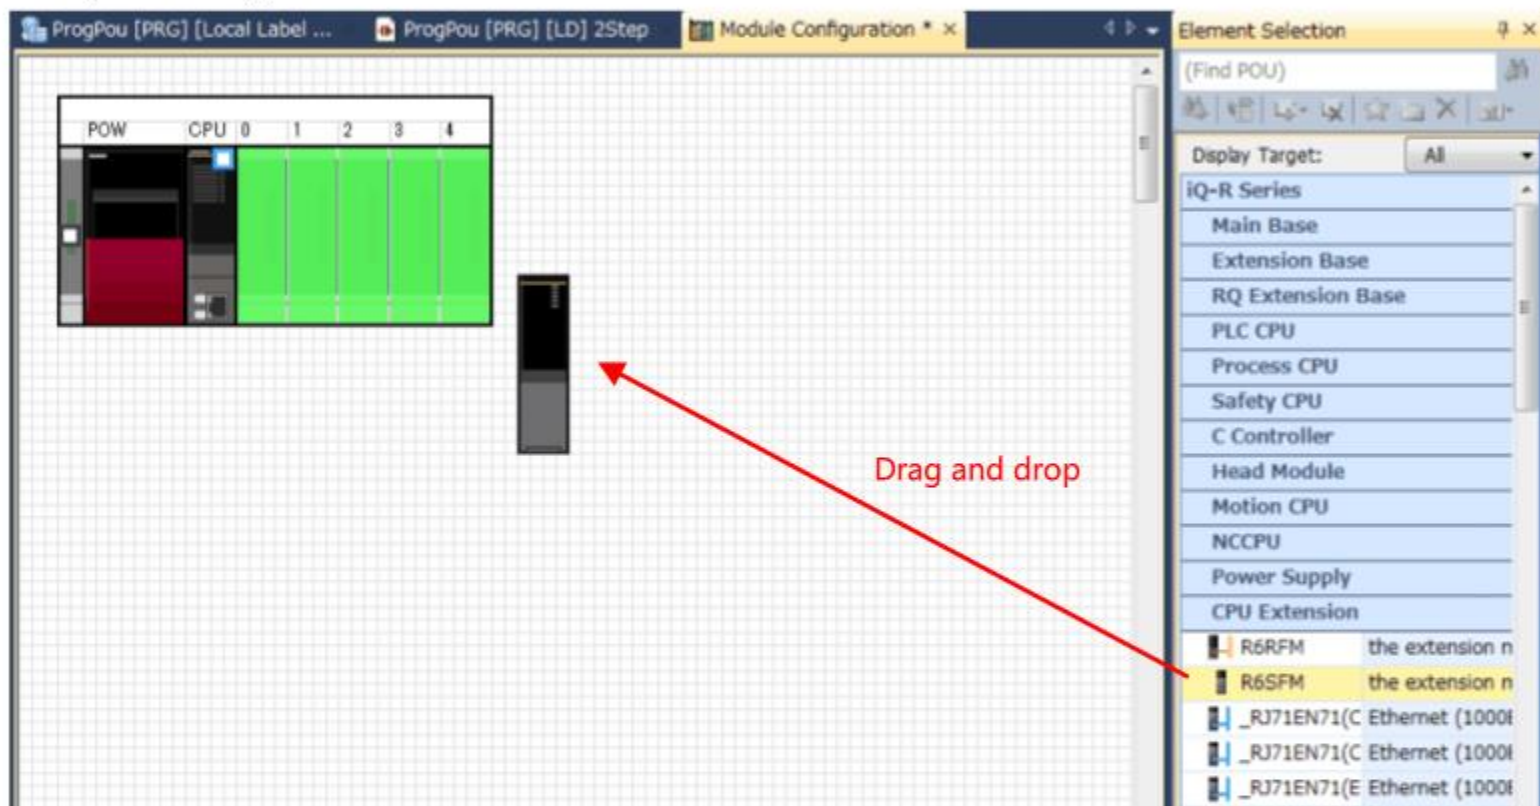 ProgPou [PRG] [Local Label ...
ProgPou [PRG] [LD] 2Step
Module Configuration *
Element Selection
(Find POU)
Display Target: All
POW CPU 0 1 2 3 4
iQ-R Series
Main Base
Extension Base
RQ Extension Base
PLC CPU
Process CPU
Safety CPU
C Controller
Head Module
Motion CPU
NCCPU
Power Supply
CPU Extension
R6RFM the extension n
R6SFM the extension n
_RJ71EN71(C Ethernet (1000
_RJ71EN71(C Ethernet (1000
_RJ71EN71(E Ethernet (1000
Drag and drop